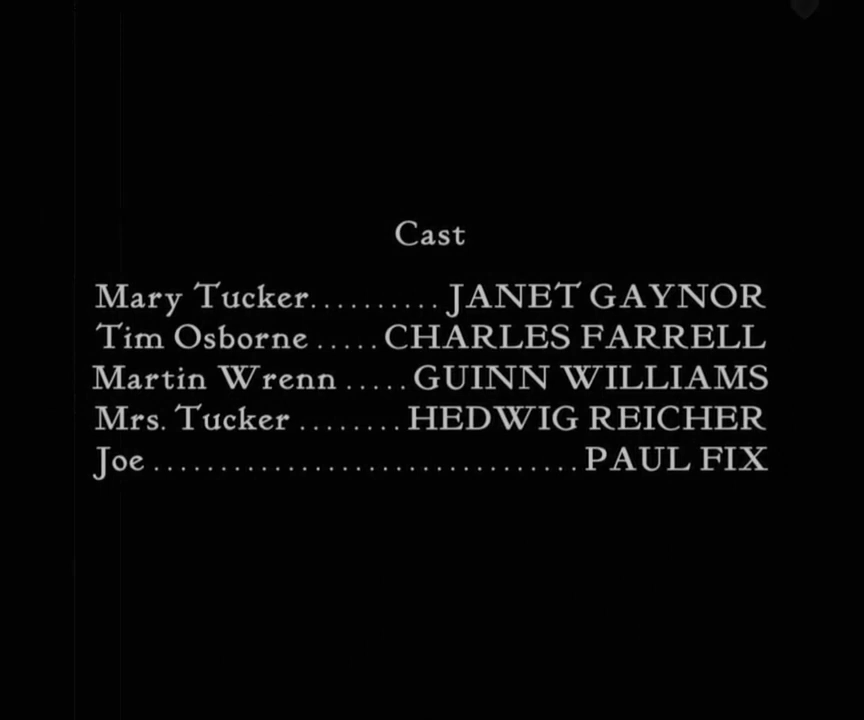 Cast
Mary Tucker.......... JANET GAYNOR
Tim Osborne ..... CHARLES FARRELL
Martin Wrenn ..... GUINN WILLIAMS
Mrs. Tucker ........ HEDWIG REICHER
Joe ................................ PAUL FIX